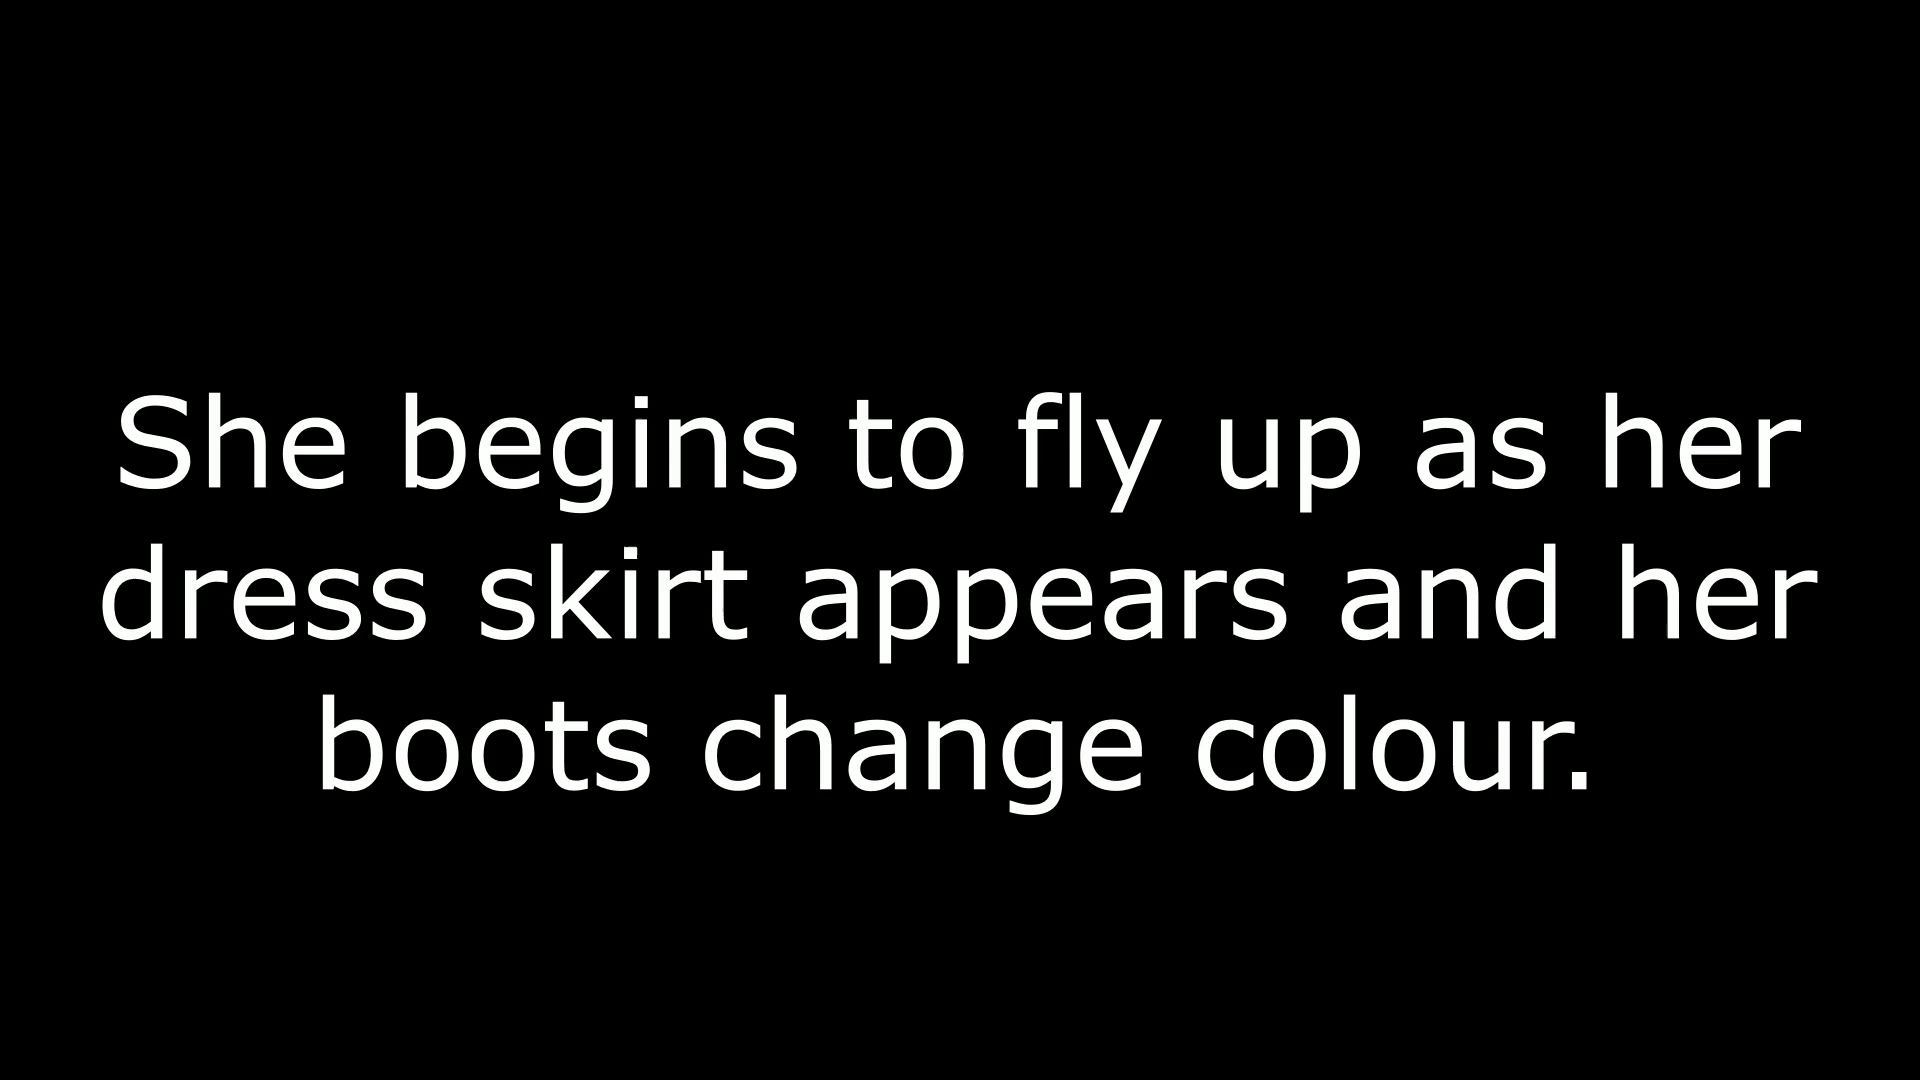 She begins to fly up as her
dress skirt appears and her
boots change colour.